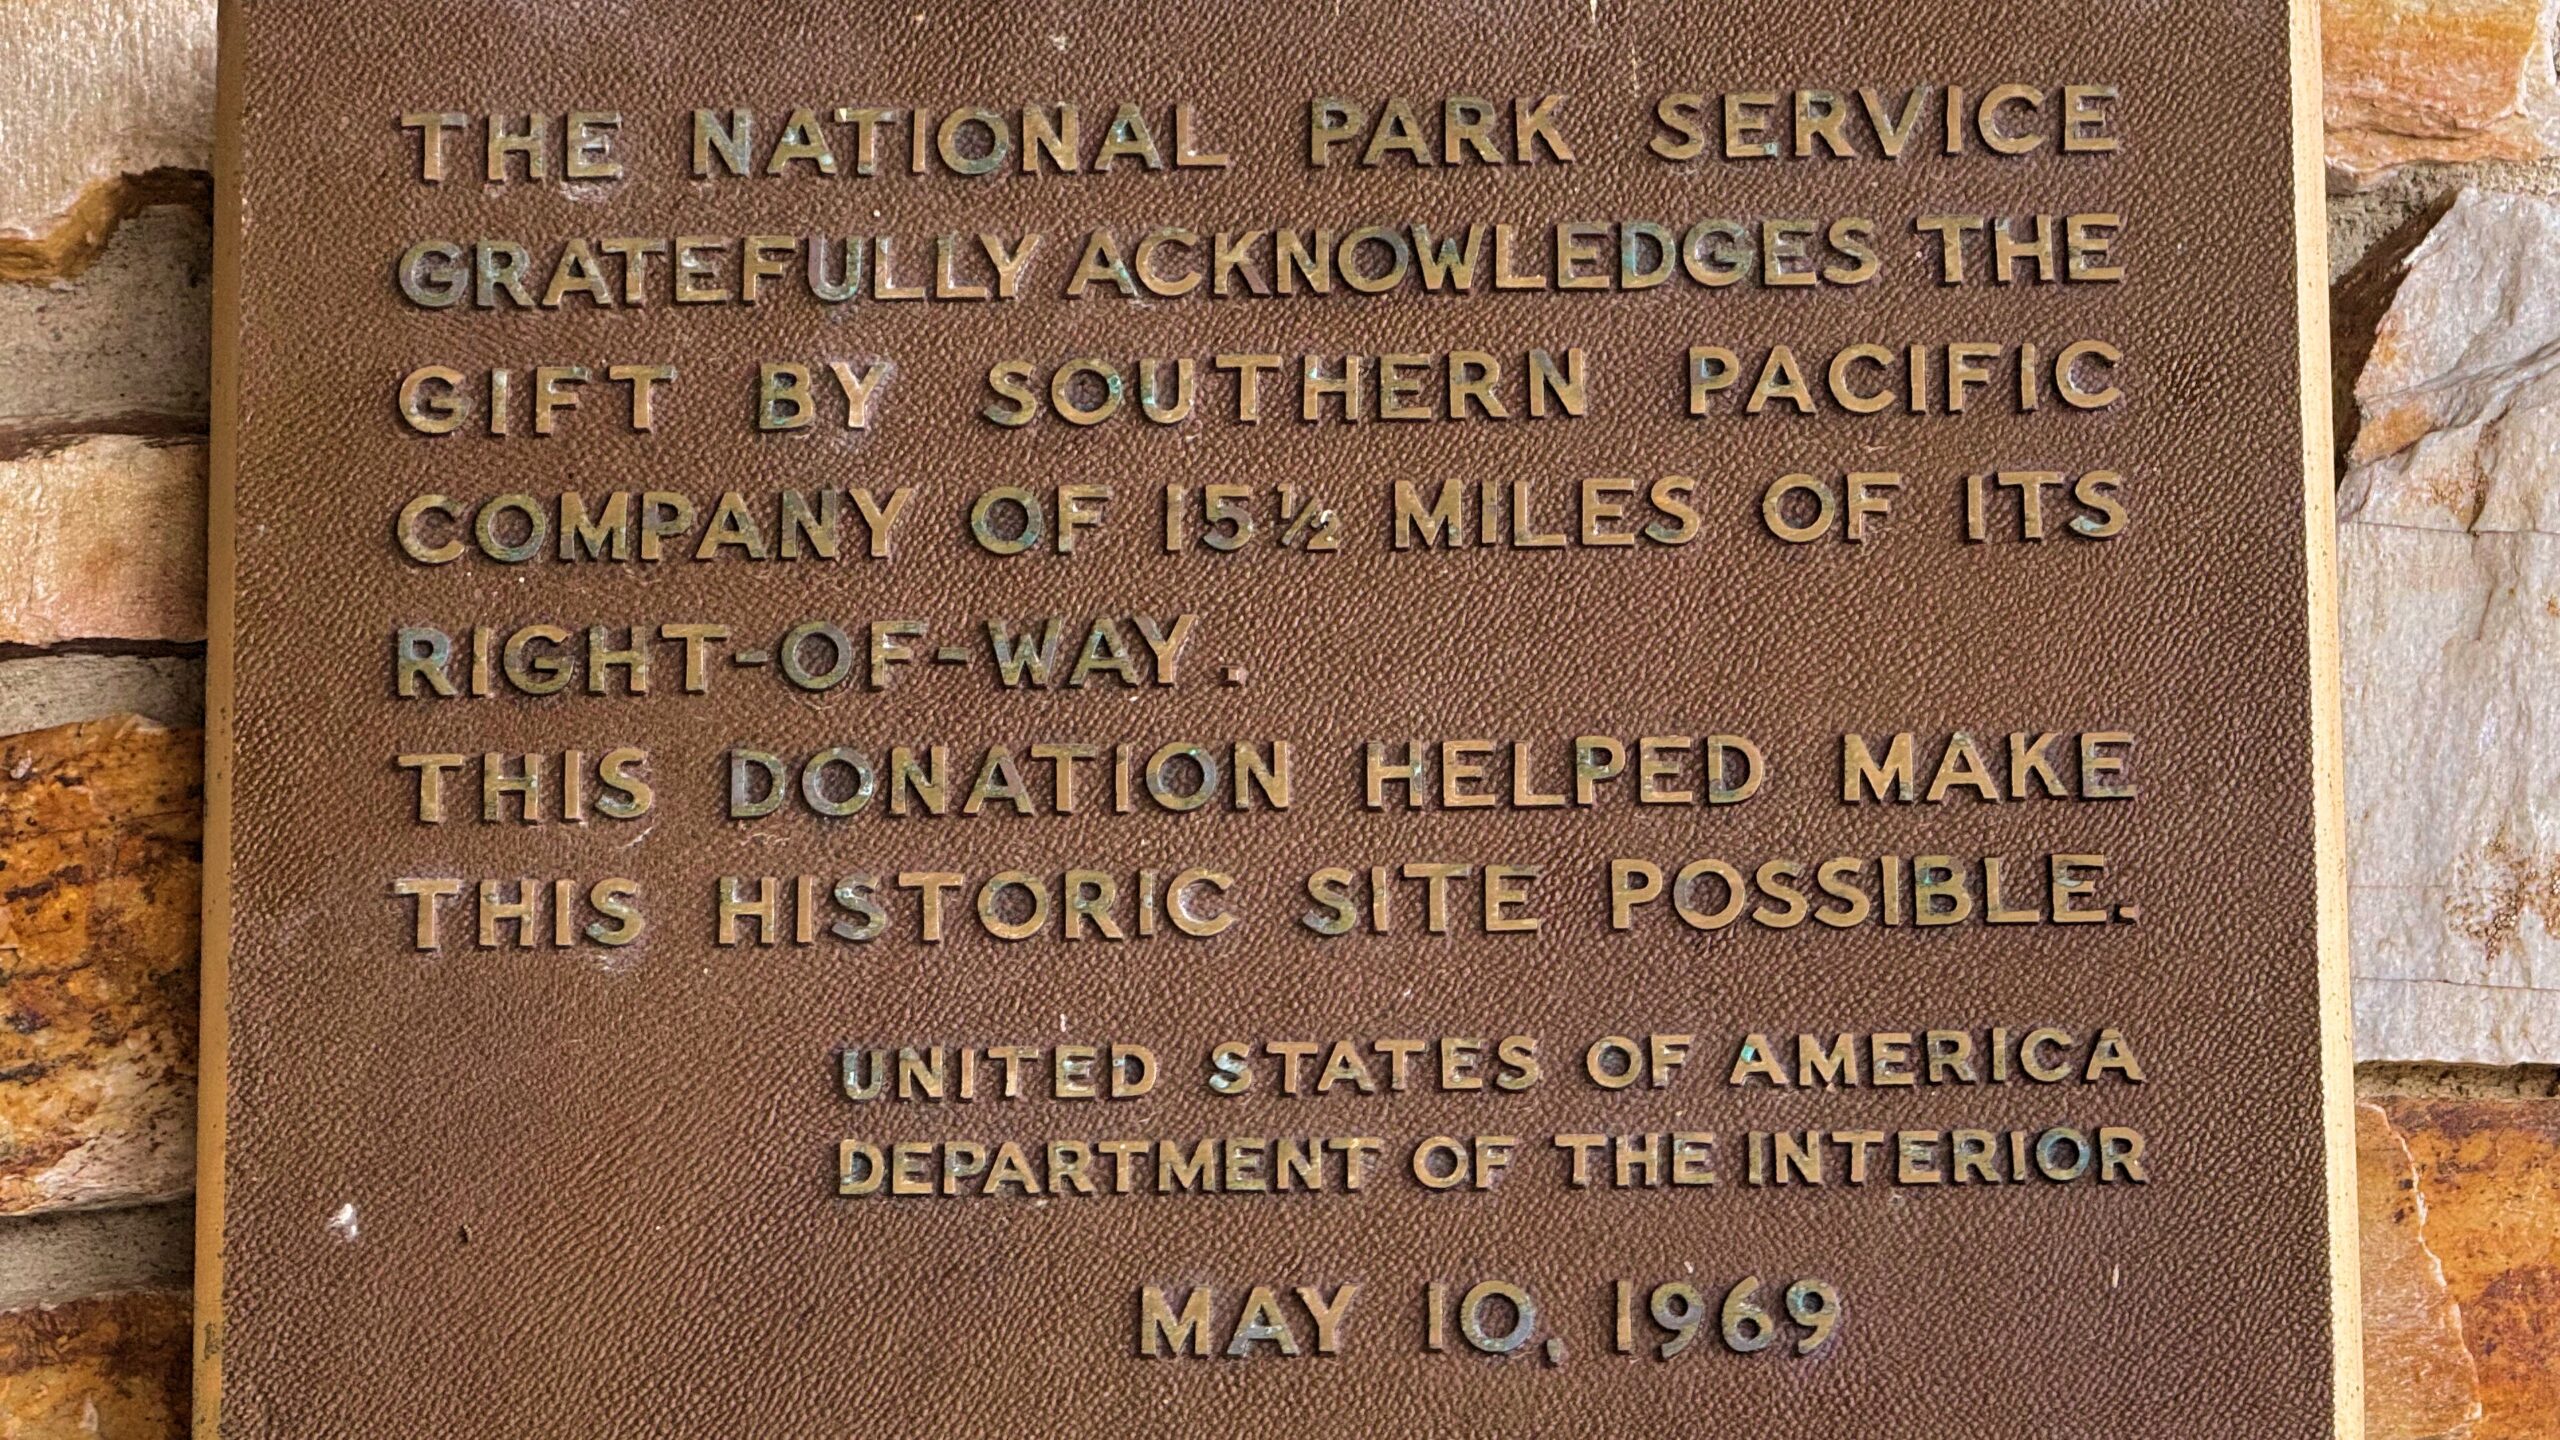 THE NATIONAL PARK SERVICE
GRATEFULLY ACKNOWLEDGES THE
GIFT BY SOUTHERN PACIFIC
COMPANY OF 15½ MILES OF ITS
RIGHT-OF-WAY.
THIS DONATION HELPED MAKE
THIS HISTORIC SITE POSSIBLE.
UNITED STATES OF AMERICA
DEPARTMENT OF THE INTERIOR
MAY 10, 1969